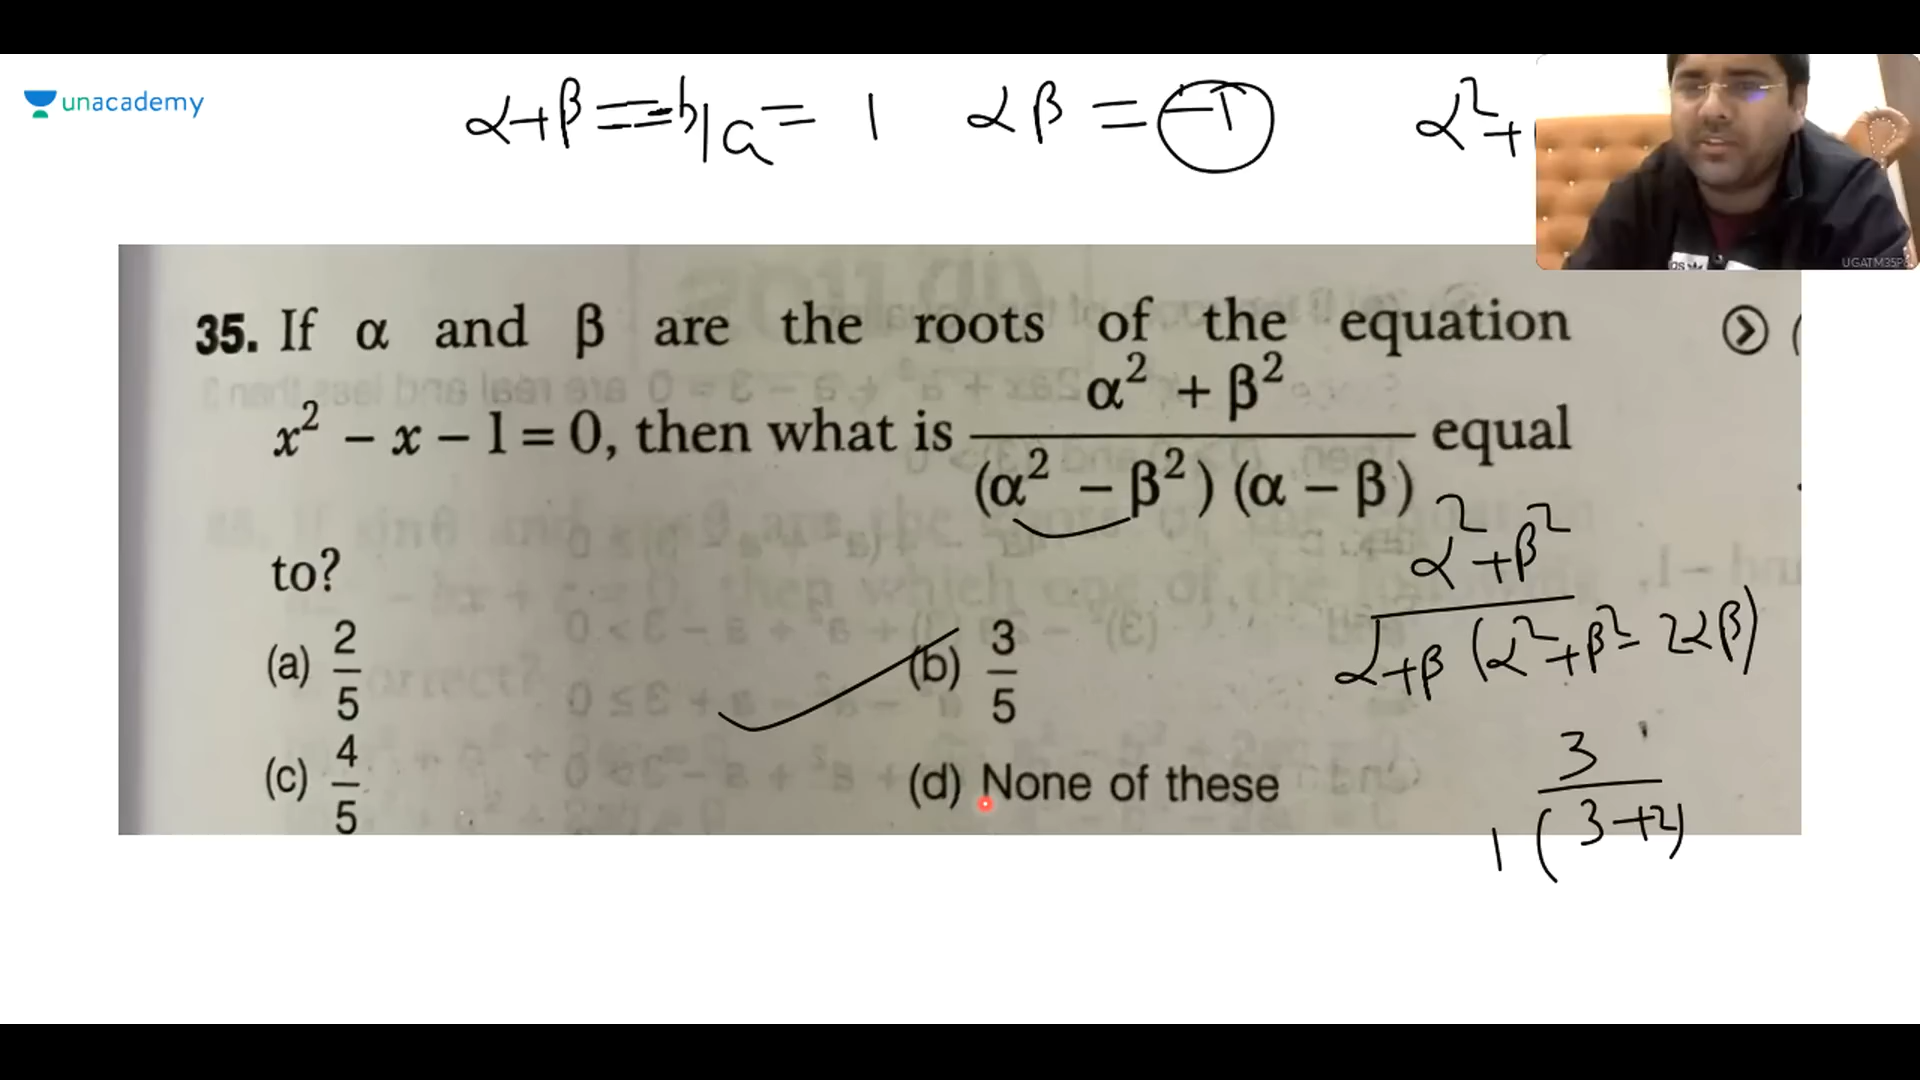 unacademy
α+β = -b/a = 1 αβ = -1 α²+
UGATM35P6
35. If α and β are the roots of the equation
x² – x – 1 = 0, then what is (α² + β²) / ((α² – β²) (α – β)) equal
to?
(a) 2/5 (b) 3/5
(c) 4/5 (d) None of these
α²+β²
α+β (α²+β²-2αβ)
3
1 (3+2)